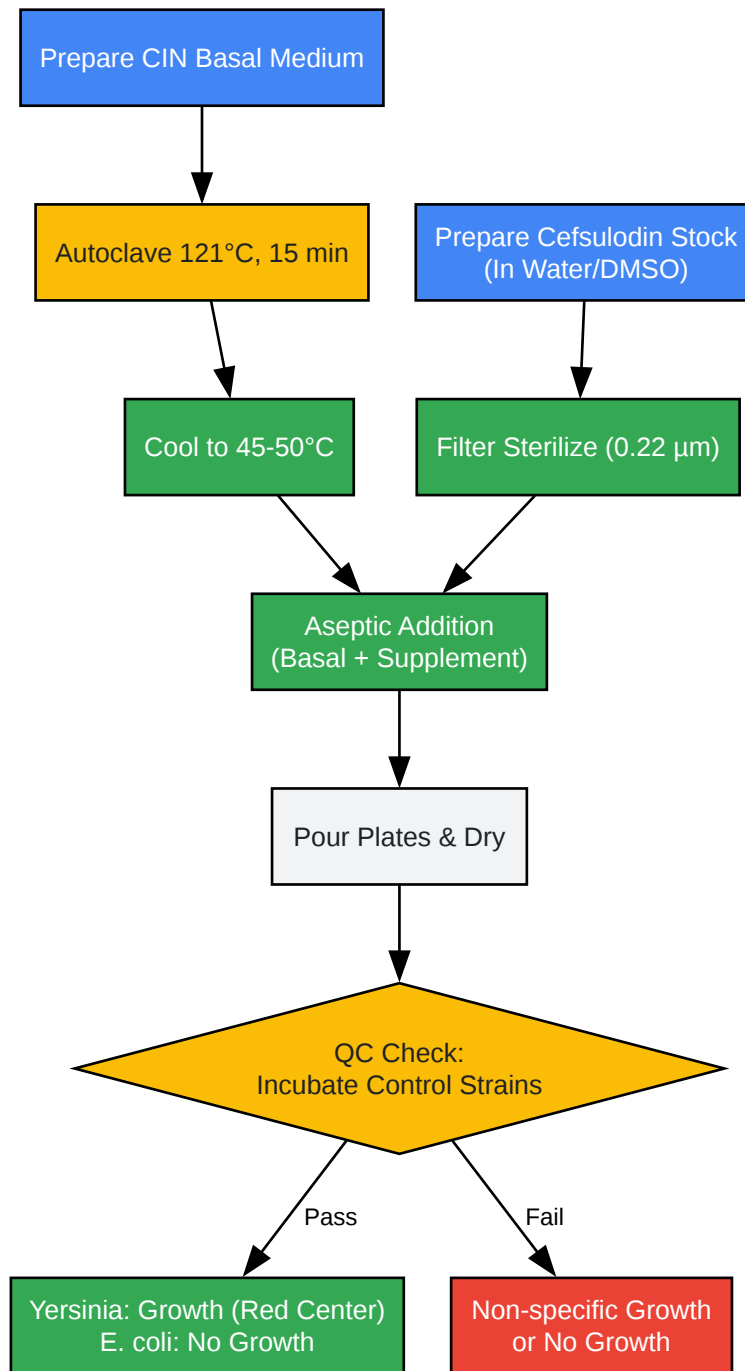 Prepare CIN Basal Medium
Autoclave 121°C, 15 min
Prepare Cefsulodin Stock
(In Water/DMSO)
Cool to 45-50°C
Filter Sterilize (0.22 µm)
Aseptic Addition
(Basal + Supplement)
Pour Plates & Dry
QC Check:
Incubate Control Strains
Pass
Fail
Yersinia: Growth (Red Center)
E. coli: No Growth
Non-specific Growth
or No Growth